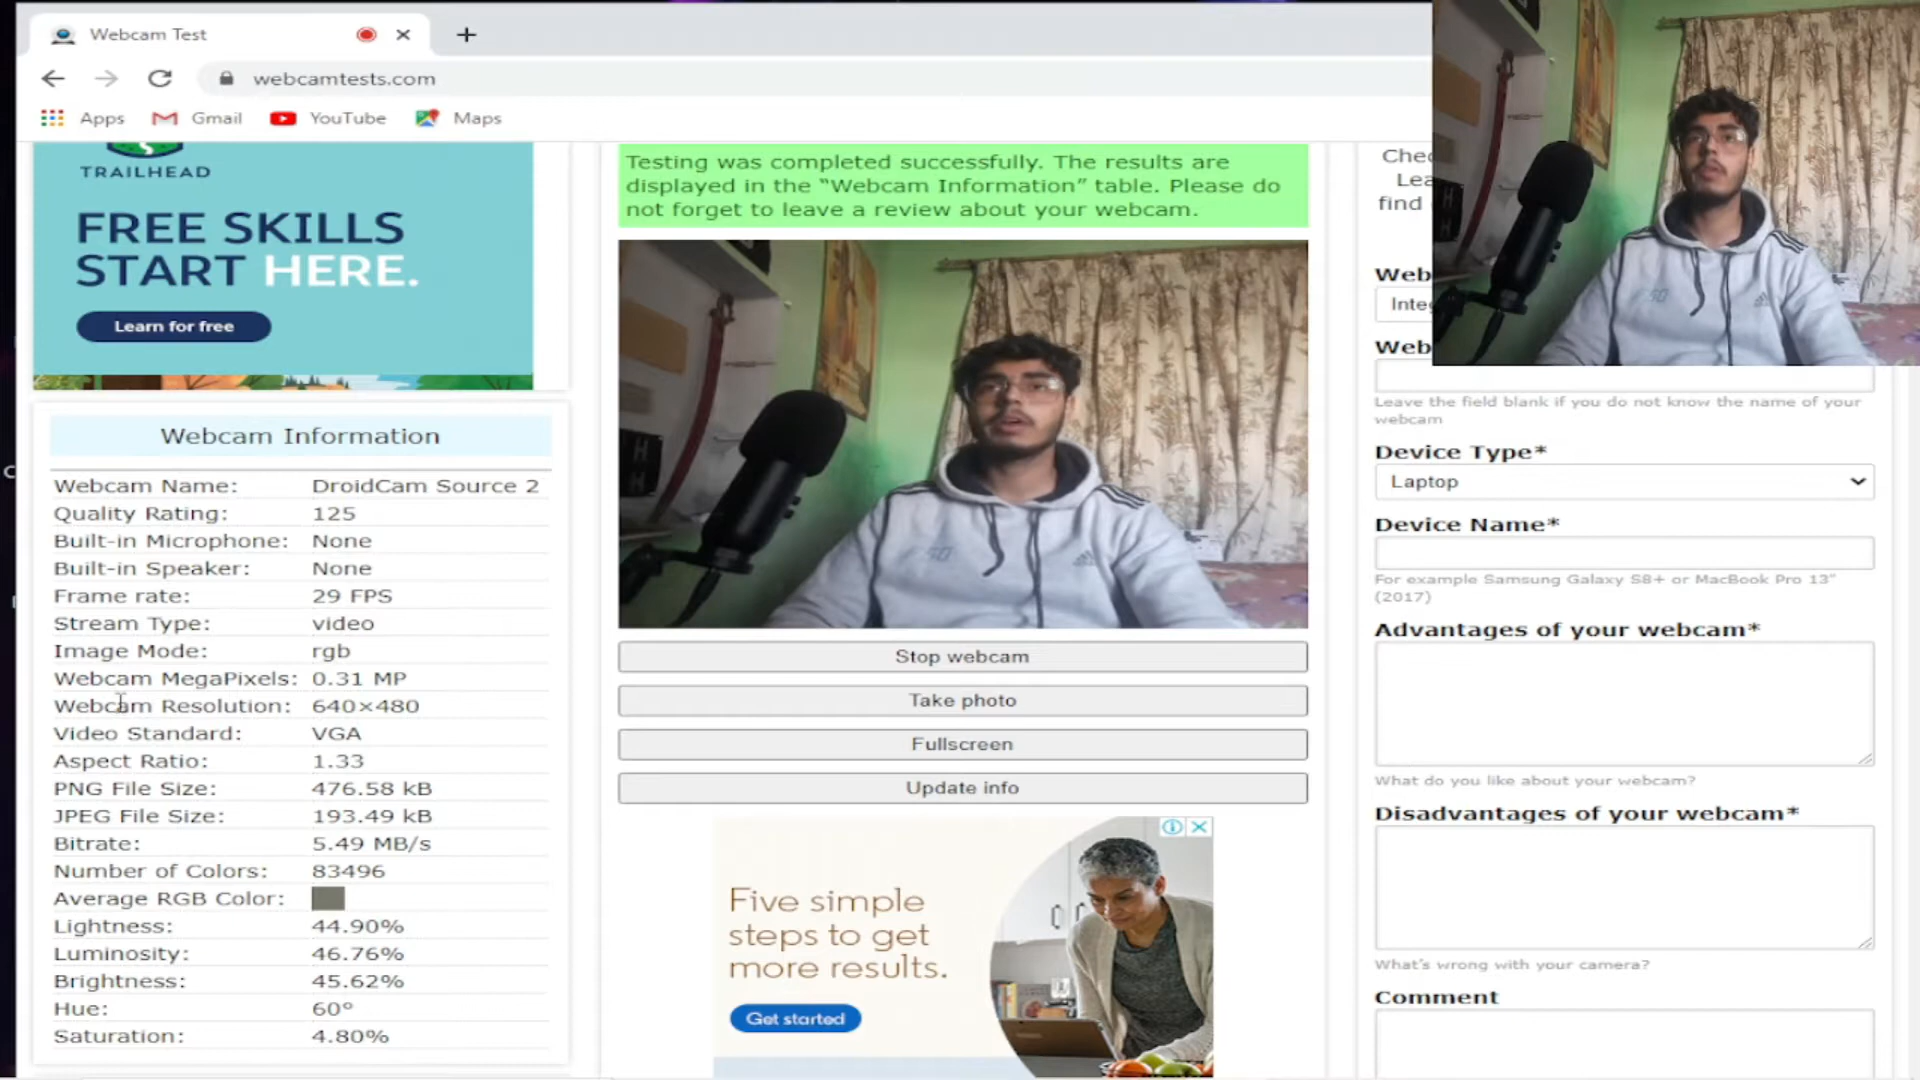 Webcam Test
webcamtests.com
Apps
Gmail
YouTube
Maps
TRAILHEAD
FREE SKILLS
START HERE.
Learn for free
Webcam Information
Webcam Name: DroidCam Source 2
Quality Rating: 125
Built-in Microphone: None
Built-in Speaker: None
Frame rate: 29 FPS
Stream Type: video
Image Mode: rgb
Webcam MegaPixels: 0.31 MP
Webcam Resolution: 640×480
Video Standard: VGA
Aspect Ratio: 1.33
PNG File Size: 476.58 kB
JPEG File Size: 193.49 kB
Bitrate: 5.49 MB/s
Number of Colors: 83496
Average RGB Color:
Lightness: 44.90%
Luminosity: 46.76%
Brightness: 45.62%
Hue: 60°
Saturation: 4.80%
Testing was completed successfully. The results are
displayed in the “Webcam Information” table. Please do
not forget to leave a review about your webcam.
Stop webcam
Take photo
Fullscreen
Update info
Five simple
steps to get
more results.
Get started
find
Leave the field blank if you do not know the name of your
webcam
Device Type*
Laptop
Device Name*
For example Samsung Galaxy S8+ or MacBook Pro 13"
(2017)
Advantages of your webcam*
What do you like about your webcam?
Disadvantages of your webcam*
What's wrong with your camera?
Comment